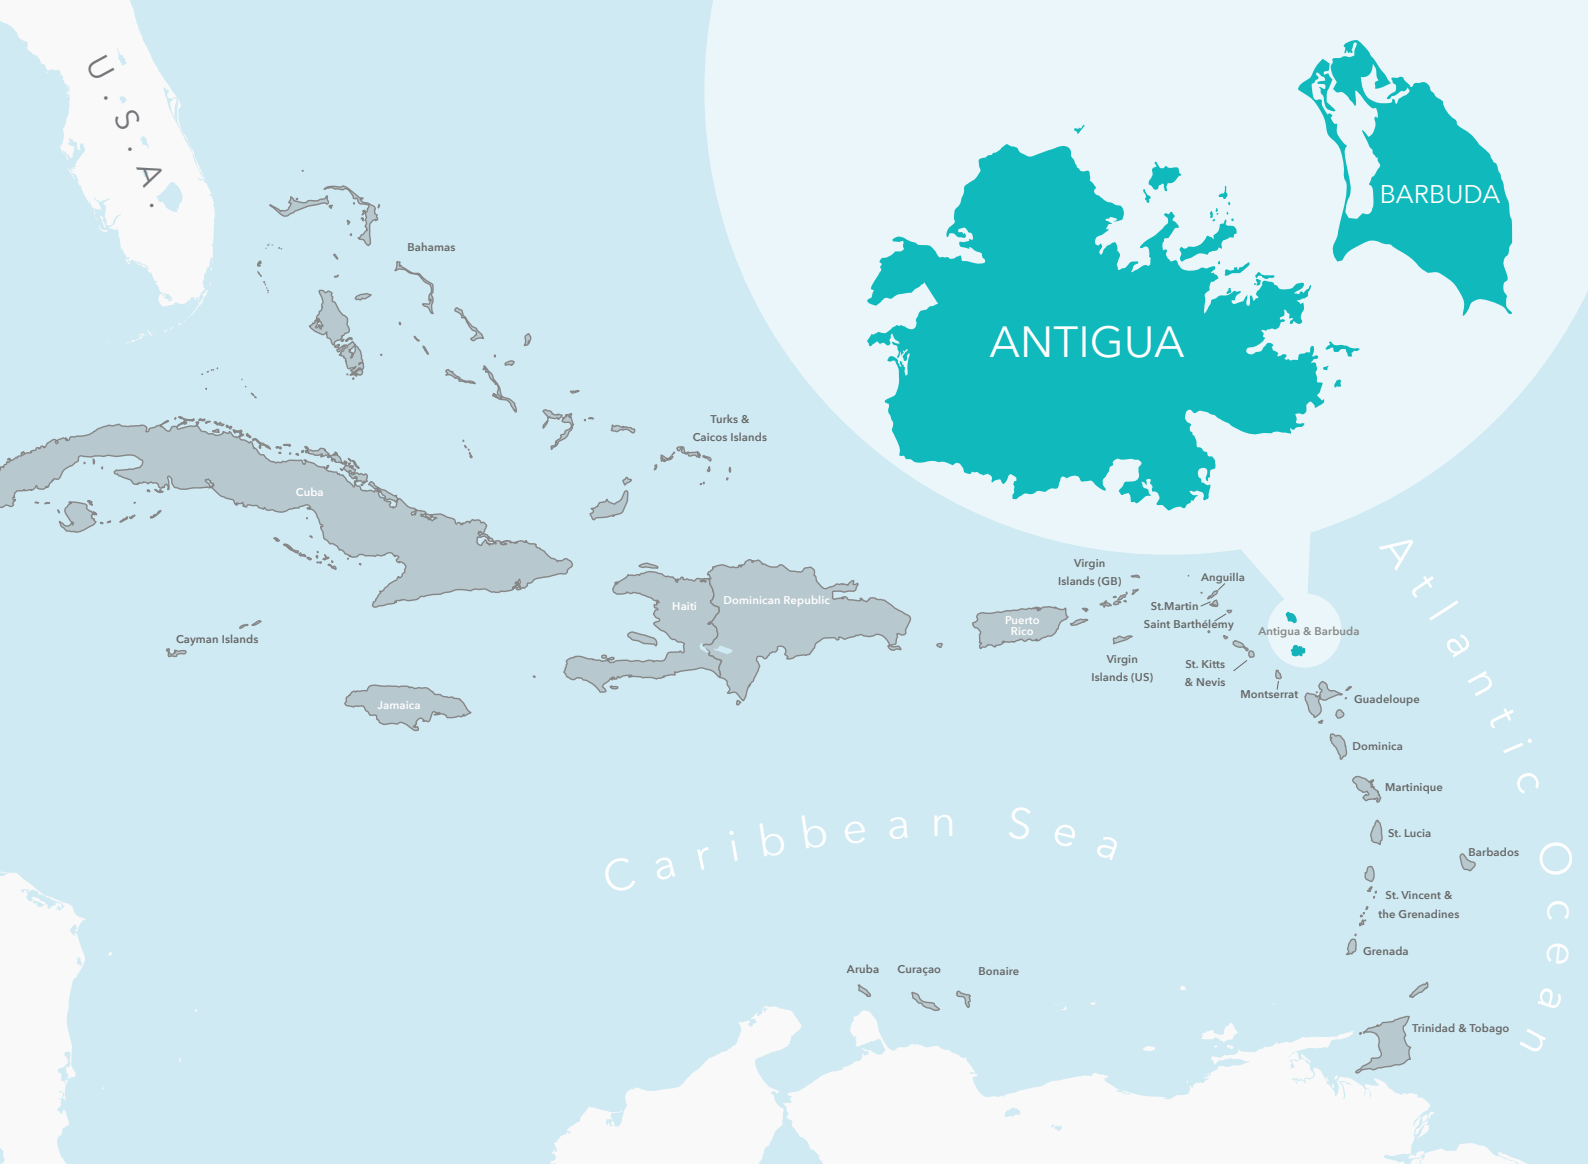 U.S.A.
BARBUDA
ANTIGUA
Bahamas
Turks &
Caicos Islands
Cuba
Atlantic Ocean
Virgin
Islands (GB)
Anguilla
St.Martin
Saint Barthélémy
Haiti
Dominican Republic
Puerto
Rico
Antigua & Barbuda
Cayman Islands
Virgin
Islands (US)
St. Kitts
& Nevis
Montserrat
Guadeloupe
Jamaica
Dominica
Martinique
Caribbean Sea
St. Lucia
Barbados
St. Vincent &
the Grenadines
Grenada
Aruba
Curaçao
Bonaire
Trinidad & Tobago